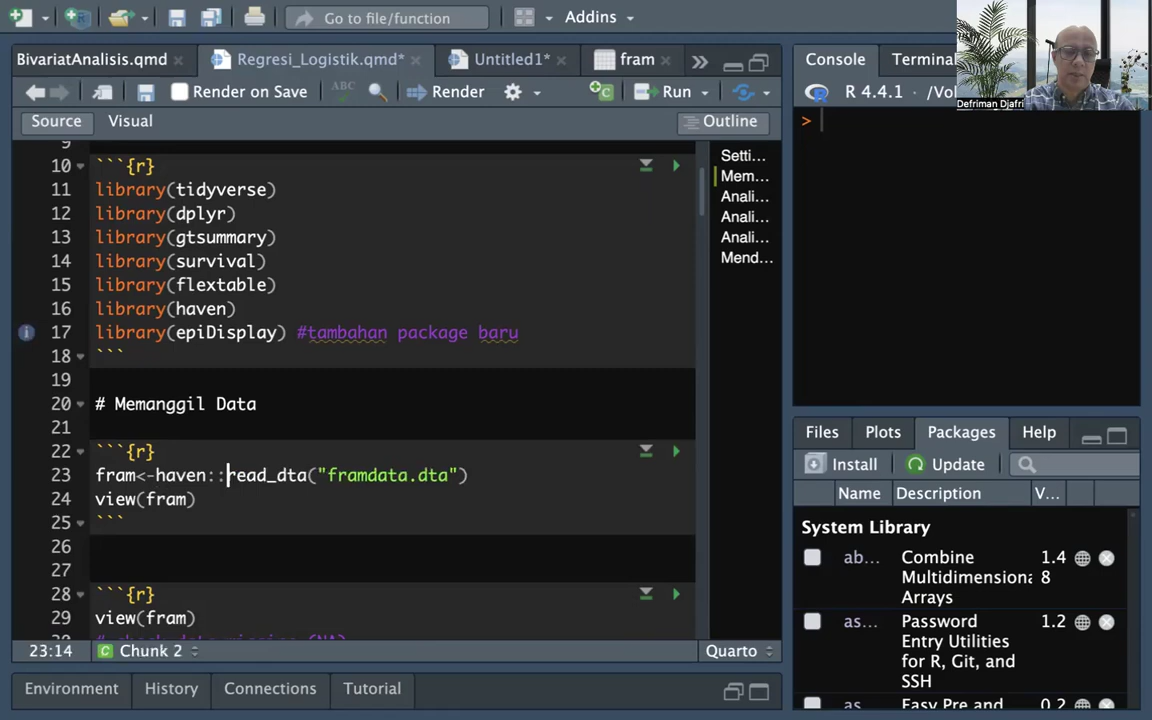 Go to file/function
Addins
BivariatAnalisis.qmd
Regresi_Logistik.qmd*
Untitled1*
fram
Render on Save
ABC
Render
Run
Source
Visual
Outline
9
10 ```{r}
11 library(tidyverse)
12 library(dplyr)
13 library(gtsummary)
14 library(survival)
15 library(flextable)
16 library(haven)
17 library(epiDisplay) #tambahan package baru
18 ```
19
20 # Memanggil Data
21
22 ```{r}
23 fram<-haven::read_dta("framdata.dta")
24 view(fram)
25 ```
26
27
28 ```{r}
29 view(fram)
Setti...
Mem...
Anali...
Anali...
Anali...
Mend...
23:14
Chunk 2
Quarto
Environment
History
Connections
Tutorial
Console
Terminal
R 4.4.1
/Vol
>
Defriman Djafri
Files
Plots
Packages
Help
Install
Update
Name
Description
V...
System Library
ab... Combine 1.4
Multidimensiona 8
Arrays
as... Password 1.2
Entry Utilities
for R, Git, and
SSH
as Easy Pre and 0.2